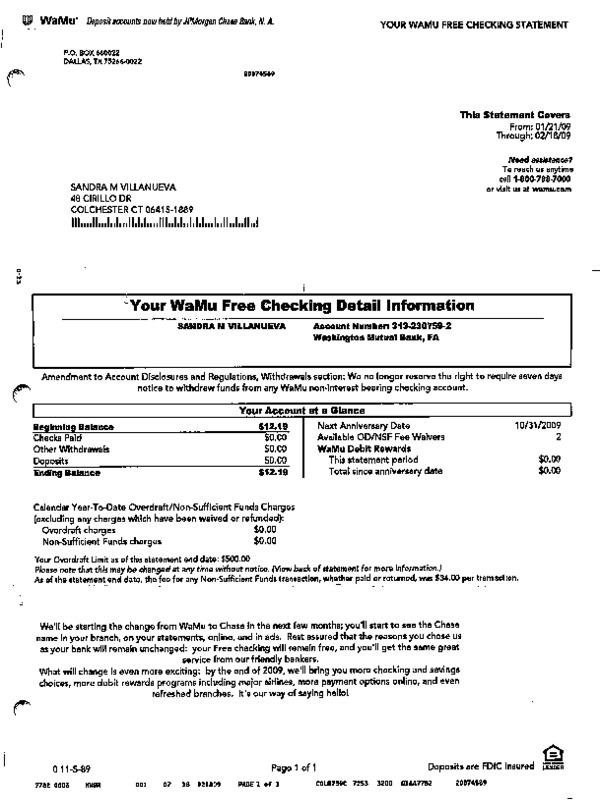 WaMu® Deposit accounts now held by JPMorgan Chase Bank, N. A.
YOUR WAMU FREE CHECKING STATEMENT
P.O. BOX 660022
DALLAS, TX 75266-0022
20874589
This Statement Covers
From: 01/21/09
Through: 02/18/09
Need assistance?
To reach us anytime
call 1-800-788-7000
or visit us at wamu.com
SANDRA M VILLANUEVA
48 CIRILLO DR
COLCHESTER CT 06415-1889
Your WaMu Free Checking Detail Information
SANDRA M VILLANUEVA Account Number: 313-230759-2
Washington Mutual Bank, FA
Amendment to Account Disclosures and Regulations, Withdrawals section: We no longer reserve the right to require seven days
notice to withdraw funds from any WaMu non-interest bearing checking account.
Your Account at a Glance
Beginning Balance $12.19
Checks Paid $0.00
Other Withdrawals $0.00
Deposits $0.00
Ending Balance $12.19
Next Anniversary Date 10/31/2009
Available OD/NSF Fee Waivers 2
WaMu Debit Rewards
This statement period $0.00
Total since anniversary date $0.00
Calendar Year-To-Date Overdraft/Non-Sufficient Funds Charges
(excluding any charges which have been waived or refunded):
Overdraft charges $0.00
Non-Sufficient Funds charges $0.00
Your Overdraft Limit as of the statement end date: $500.00
Please note that this may be changed at any time without notice. (View back of statement for more information.)
As of the statement end date, the fee for any Non-Sufficient Funds transaction, whether paid or returned, was $34.00 per transaction.
We'll be starting the change from WaMu to Chase in the next few months; you'll start to see the Chase
name in your branch, on your statements, online, and in ads. Rest assured that the reasons you chose us
as your bank will remain unchanged: your Free checking will remain free, and you'll get the same great
service from our friendly bankers.
What will change is even more exciting: by the end of 2009, we'll bring you more checking and savings
choices, more debit rewards programs including major airlines, more payment options online, and even
refreshed branches. It's our way of saying hello!
0 11-5-89
Page 1 of 1
Deposits are FDIC Insured
001 07 PAGE 1 of 1 7253 3200 20874589